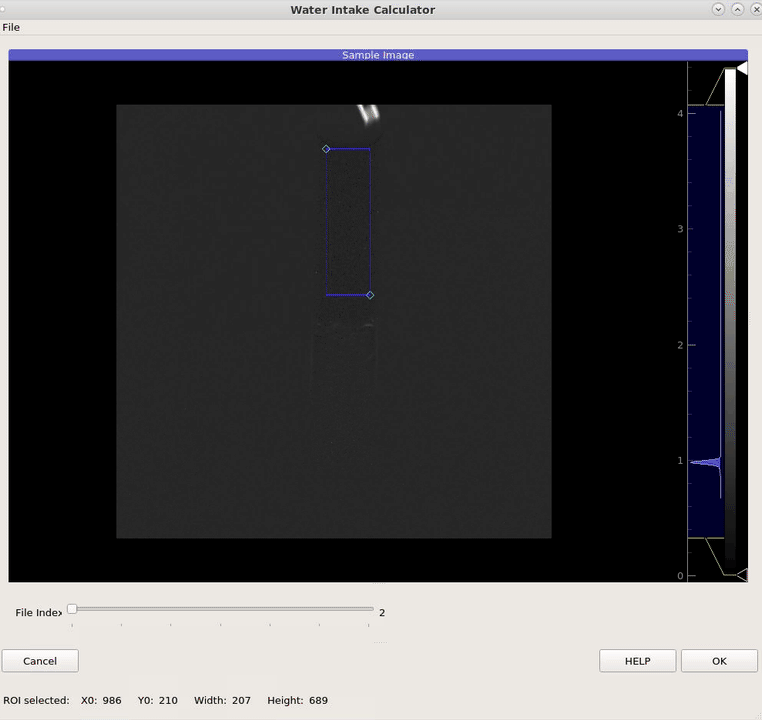 Water Intake Calculator
File
Sample Image
4
3
2
1
0
File Index 2
Cancel HELP OK
ROI selected: X0: 986 Y0: 210 Width: 207 Height: 689